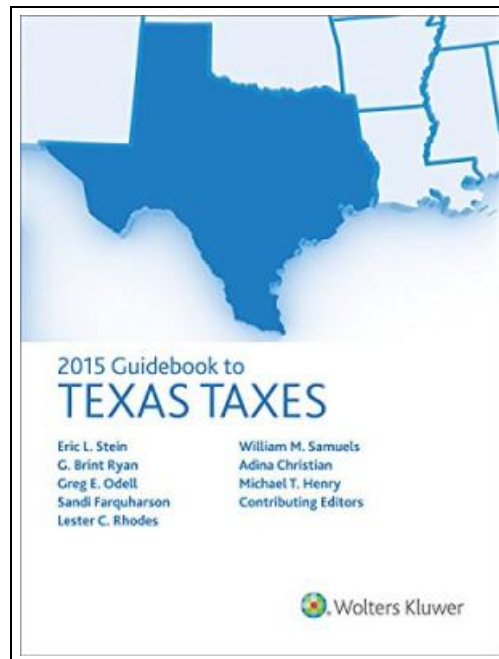 2015 Guidebook to
TEXAS TAXES
Eric L. Stein
G. Brint Ryan
Greg E. Odell
Sandi Farquharson
Lester C. Rhodes
William M. Samuels
Adina Christian
Michael T. Henry
Contributing Editors
Wolters Kluwer